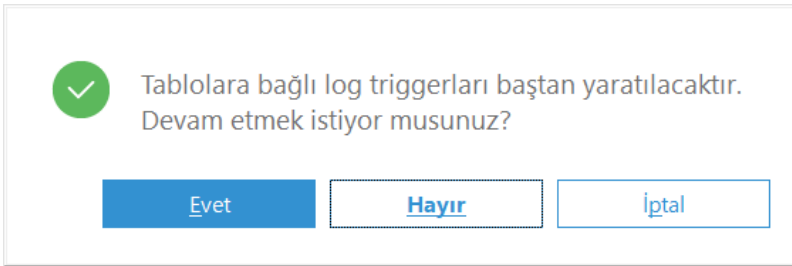 Tablolara bağlı log triggerları baştan yaratılacaktır.
Devam etmek istiyor musunuz?
Evet
Hayır
İptal